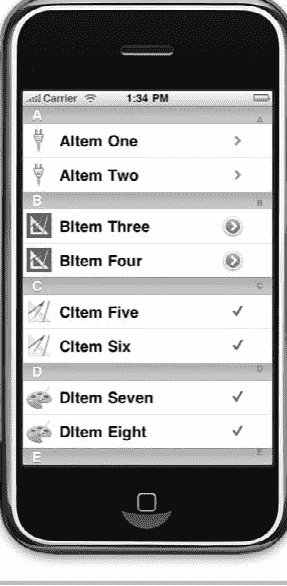 Carrier 1:34 PM
A A
AItem One
AItem Two
B B
BItem Three
BItem Four
C C
CItem Five
CItem Six
D D
DItem Seven
DItem Eight
E E